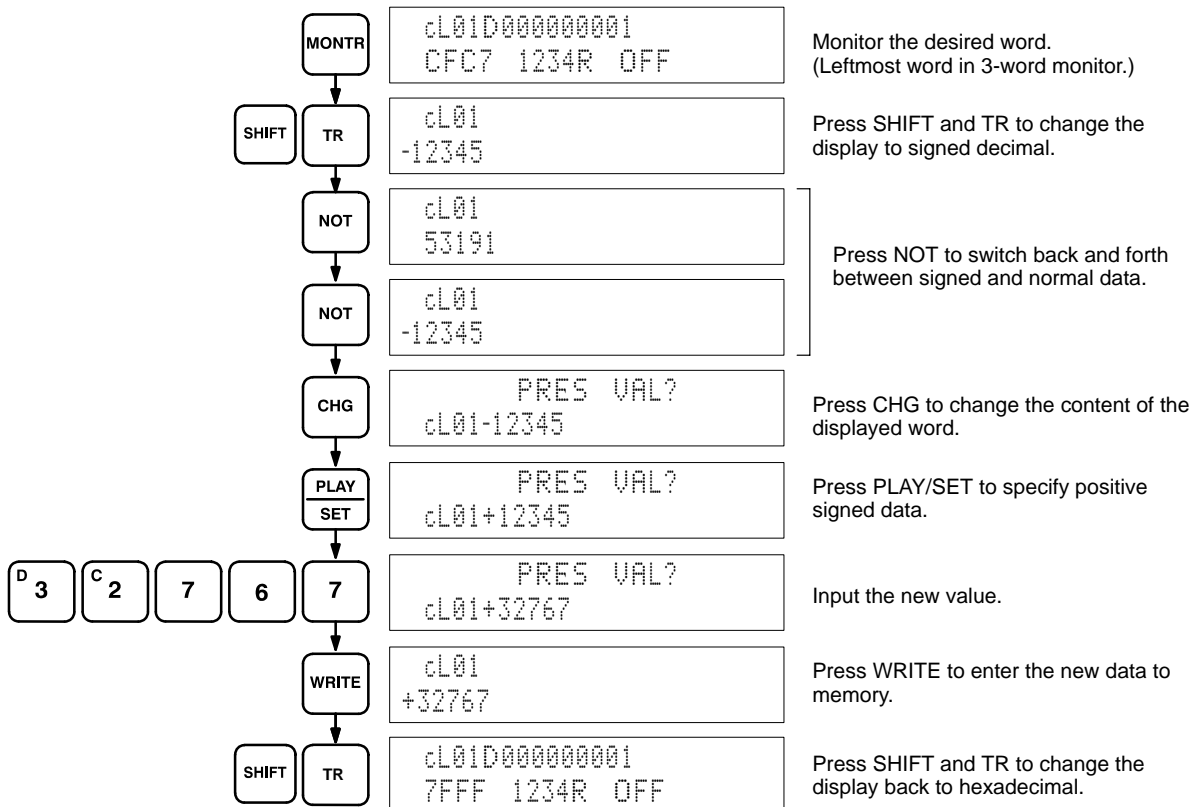 MONTR
cL01D000000001
CFC7 1234R OFF
Monitor the desired word.
(Leftmost word in 3-word monitor.)
SHIFT
TR
cL01
-12345
Press SHIFT and TR to change the
display to signed decimal.
NOT
cL01
53191
NOT
cL01
-12345
Press NOT to switch back and forth
between signed and normal data.
CHG
PRES VAL?
cL01-12345
Press CHG to change the content of the
displayed word.
PLAY
SET
PRES VAL?
cL01+12345
Press PLAY/SET to specify positive
signed data.
D 3
C 2
7
6
7
PRES VAL?
cL01+32767
Input the new value.
WRITE
cL01
+32767
Press WRITE to enter the new data to
memory.
SHIFT
TR
cL01D000000001
7FFF 1234R OFF
Press SHIFT and TR to change the
display back to hexadecimal.